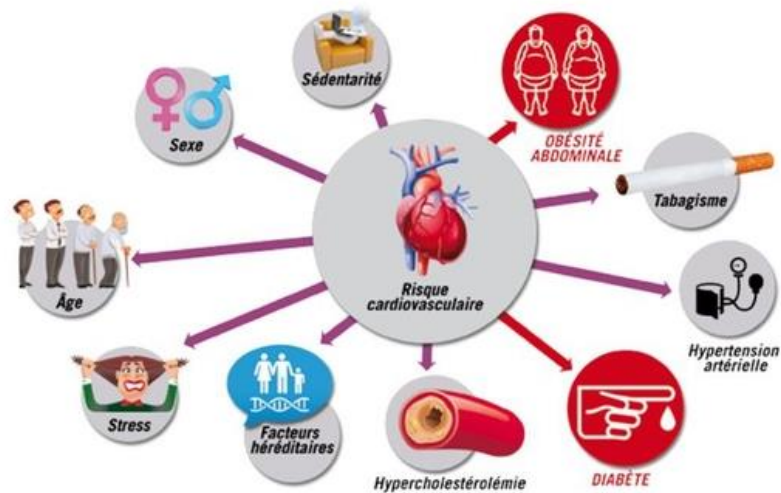 Sédentarité
OBÉSITÉ
ABDOMINALE
Sexe
Tabagisme
Âge
Risque
cardiovasculaire
Hypertension
artérielle
Stress
Facteurs
héréditaires
Hypercholestérolémie
DIABÈTE